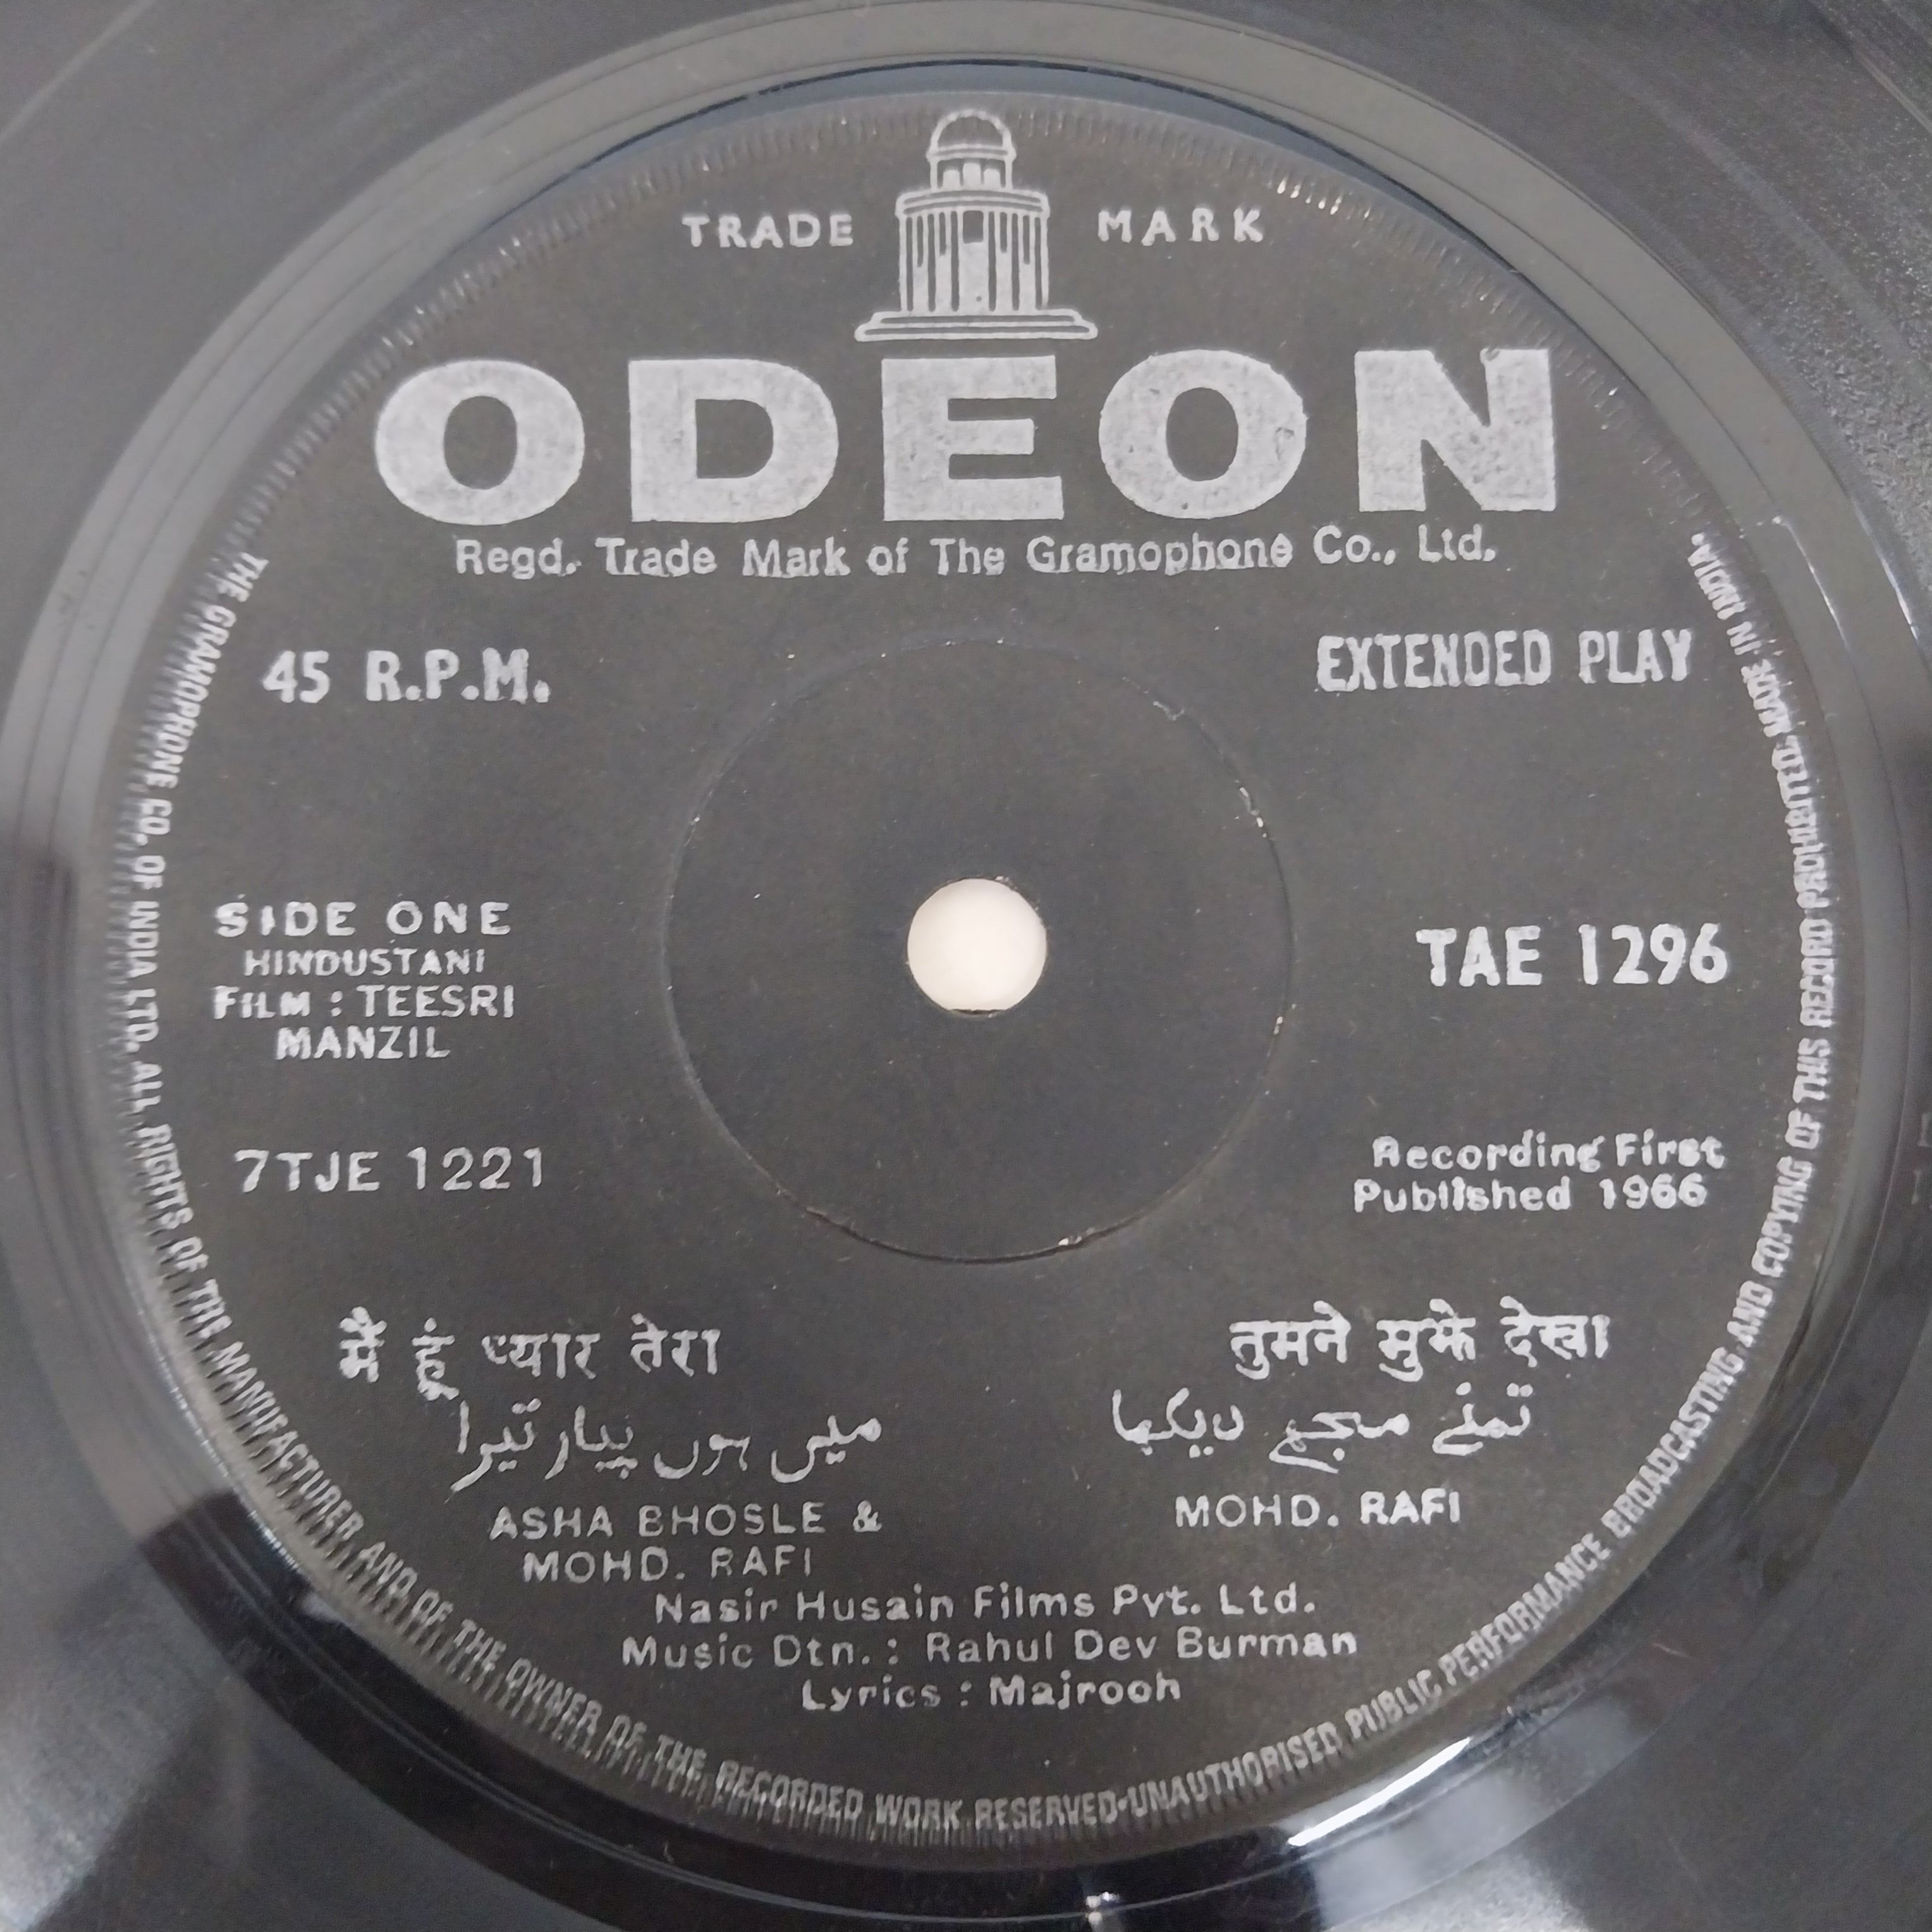 TRADE MARK
ODEON
Regd. Trade Mark of The Gramophone Co., Ltd.
45 R.P.M.
EXTENDED PLAY
SIDE ONE
HINDUSTANI
FILM : TEESRI
MANZIL
TAE 1296
7TJE 1221
Recording First
Published 1966
मैं हूं प्यार तेरा
میں ہوں پیار تیرا
ASHA BHOSLE &
MOHD. RAFI
तुमने मुझे देखा
تمنے مجھے دیکھا
MOHD. RAFI
Nasir Husain Films Pvt. Ltd.
Music Dtn. : Rahul Dev Burman
Lyrics : Majrooh
THE GRAMOPHONE CO. OF INDIA LTD. ALL RIGHTS OF THE MANUFACTURER AND OF THE OWNER OF THE RECORDED WORK RESERVED·UNAUTHORISED PUBLIC PERFORMANCE BROADCASTING AND COPYING OF THIS RECORD PROHIBITED. MADE IN INDIA.